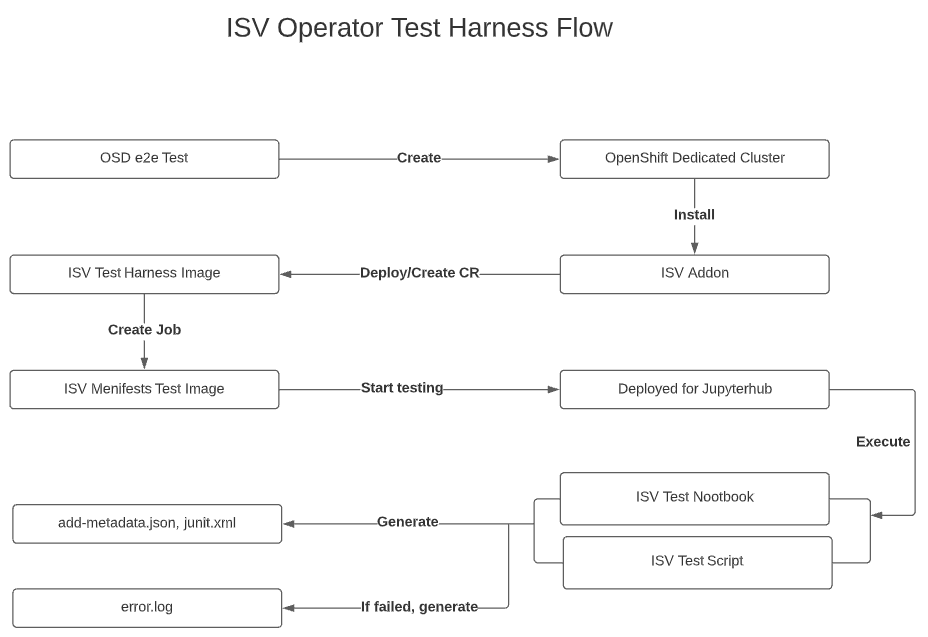 ISV Operator Test Harness Flow
OSD e2e Test
Create
OpenShift Dedicated Cluster
Install
ISV Test Harness Image
Deploy/Create CR
ISV Addon
Create Job
ISV Menifests Test Image
Start testing
Deployed for Jupyterhub
Execute
ISV Test Nootbook
add-metadata.json, junit.xml
Generate
ISV Test Script
error.log
If failed, generate